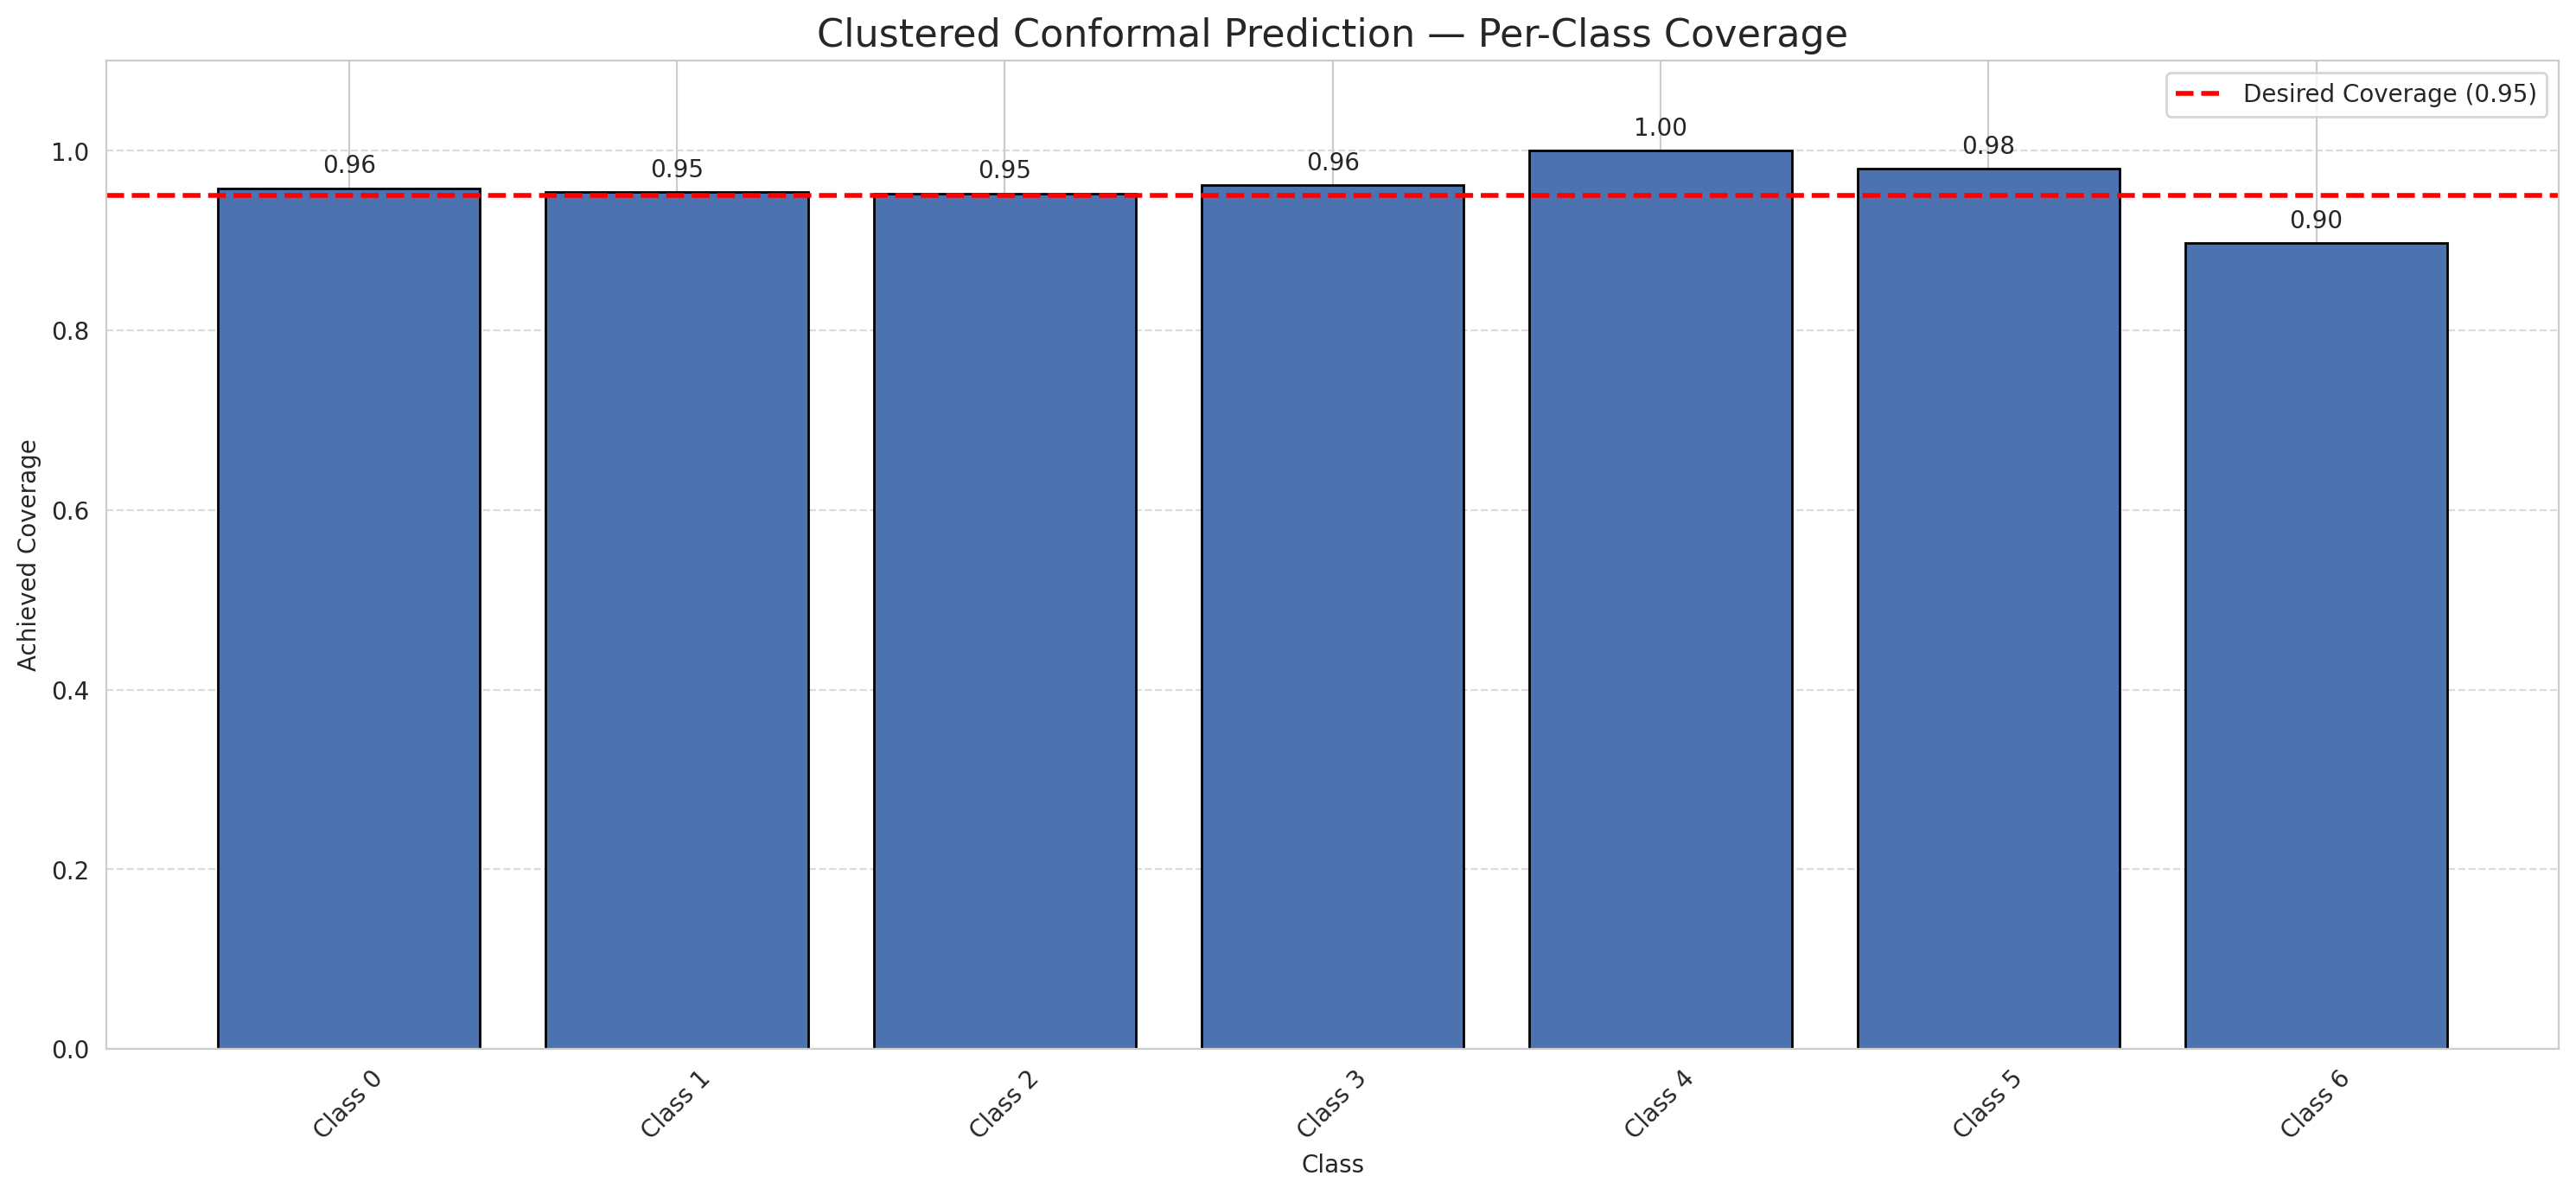 Clustered Conformal Prediction — Per-Class Coverage
Desired Coverage (0.95)
Achieved Coverage
1.0
0.8
0.6
0.4
0.2
0.0
0.96
0.95
0.95
0.96
1.00
0.98
0.90
Class 0
Class 1
Class 2
Class 3
Class 4
Class 5
Class 6
Class